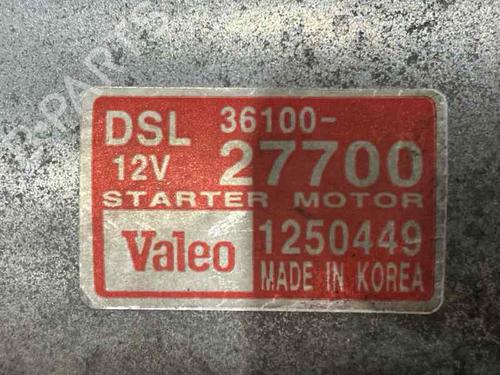 DSL 36100-
12V 27700
STARTER MOTOR
Valeo 1250449
MADE IN KOREA